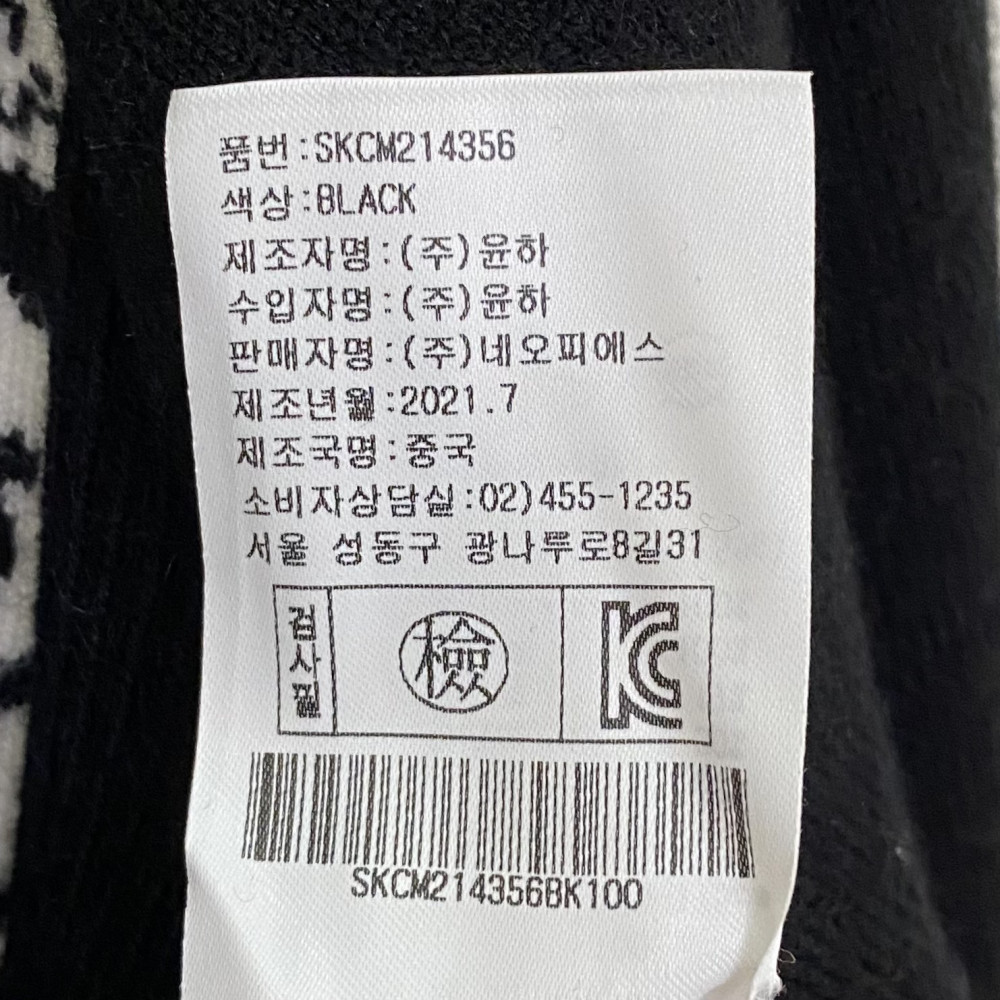 품번:SKCM214356
색상:BLACK
제조자명:(주)윤하
수입자명:(주)윤하
판매자명:(주)네오피에스
제조년월:2021.7
제조국명:중국
소비자상담실:02)455-1235
서울 성동구 광나루로8길31
검사필
檢
KC
SKCM214356BK100